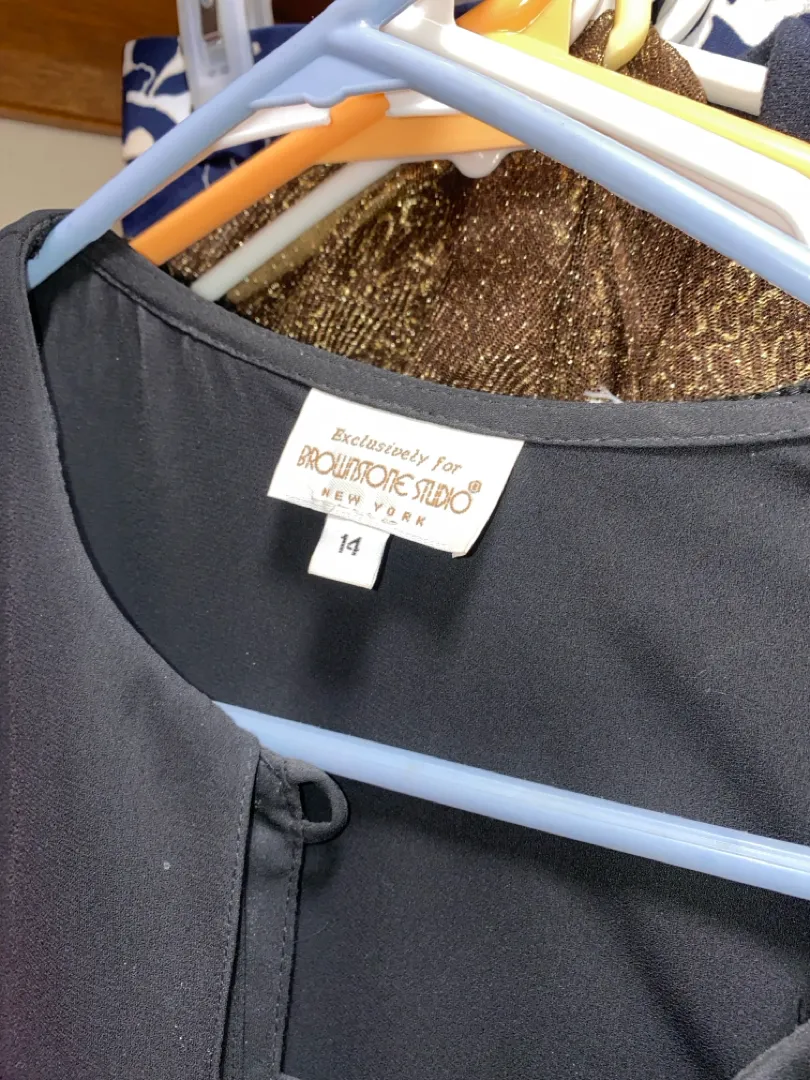 Exclusively for
BROWNSTONE STUDIO®
NEW YORK
14